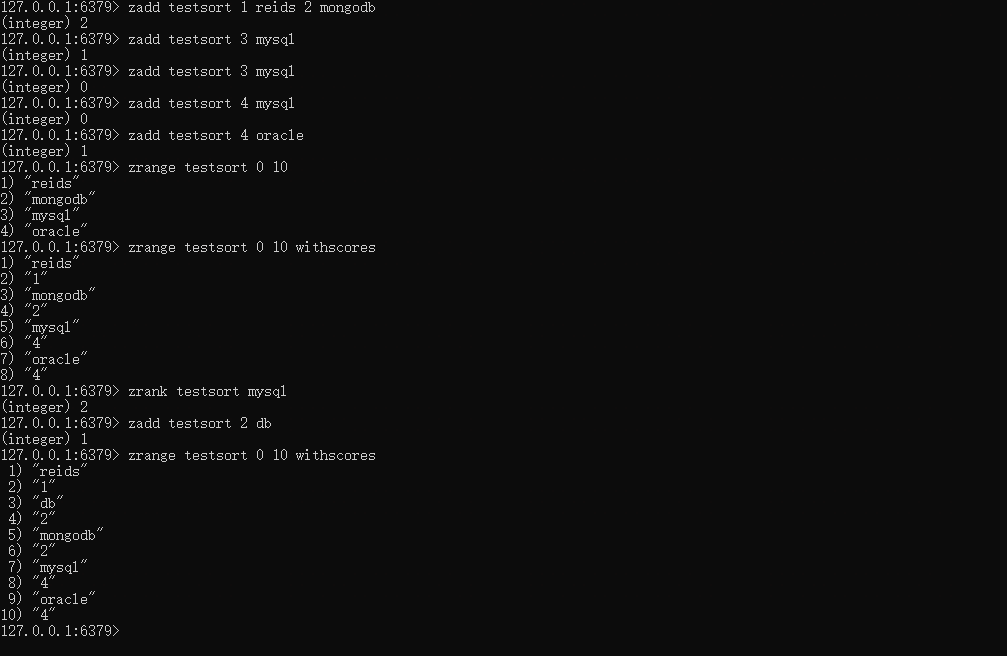 127.0.0.1:6379> zadd testsort 1 reids 2 mongodb
(integer) 2
127.0.0.1:6379> zadd testsort 3 mysql
(integer) 1
127.0.0.1:6379> zadd testsort 3 mysql
(integer) 0
127.0.0.1:6379> zadd testsort 4 mysql
(integer) 0
127.0.0.1:6379> zadd testsort 4 oracle
(integer) 1
127.0.0.1:6379> zrange testsort 0 10
1) "reids"
2) "mongodb"
3) "mysql"
4) "oracle"
127.0.0.1:6379> zrange testsort 0 10 withscores
1) "reids"
2) "1"
3) "mongodb"
4) "2"
5) "mysql"
6) "4"
7) "oracle"
8) "4"
127.0.0.1:6379> zrank testsort mysql
(integer) 2
127.0.0.1:6379> zadd testsort 2 db
(integer) 1
127.0.0.1:6379> zrange testsort 0 10 withscores
 1) "reids"
 2) "1"
 3) "db"
 4) "2"
 5) "mongodb"
 6) "2"
 7) "mysql"
 8) "4"
 9) "oracle"
10) "4"
127.0.0.1:6379>